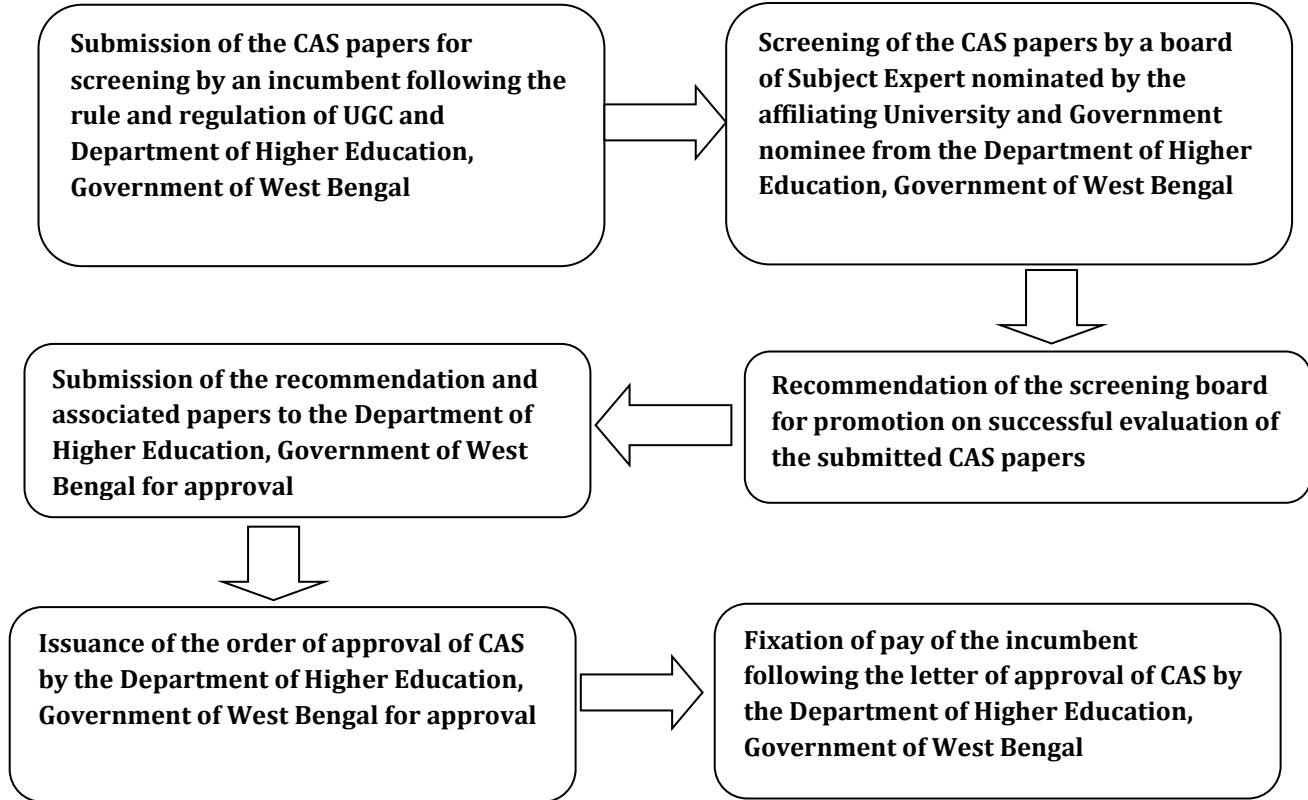 Submission of the CAS papers for
screening by an incumbent following the
rule and regulation of UGC and
Department of Higher Education,
Government of West Bengal
Screening of the CAS papers by a board
of Subject Expert nominated by the
affiliating University and Government
nominee from the Department of Higher
Education, Government of West Bengal
Recommendation of the screening board
for promotion on successful evaluation of
the submitted CAS papers
Submission of the recommendation and
associated papers to the Department of
Higher Education, Government of West
Bengal for approval
Issuance of the order of approval of CAS
by the Department of Higher Education,
Government of West Bengal for approval
Fixation of pay of the incumbent
following the letter of approval of CAS by
the Department of Higher Education,
Government of West Bengal